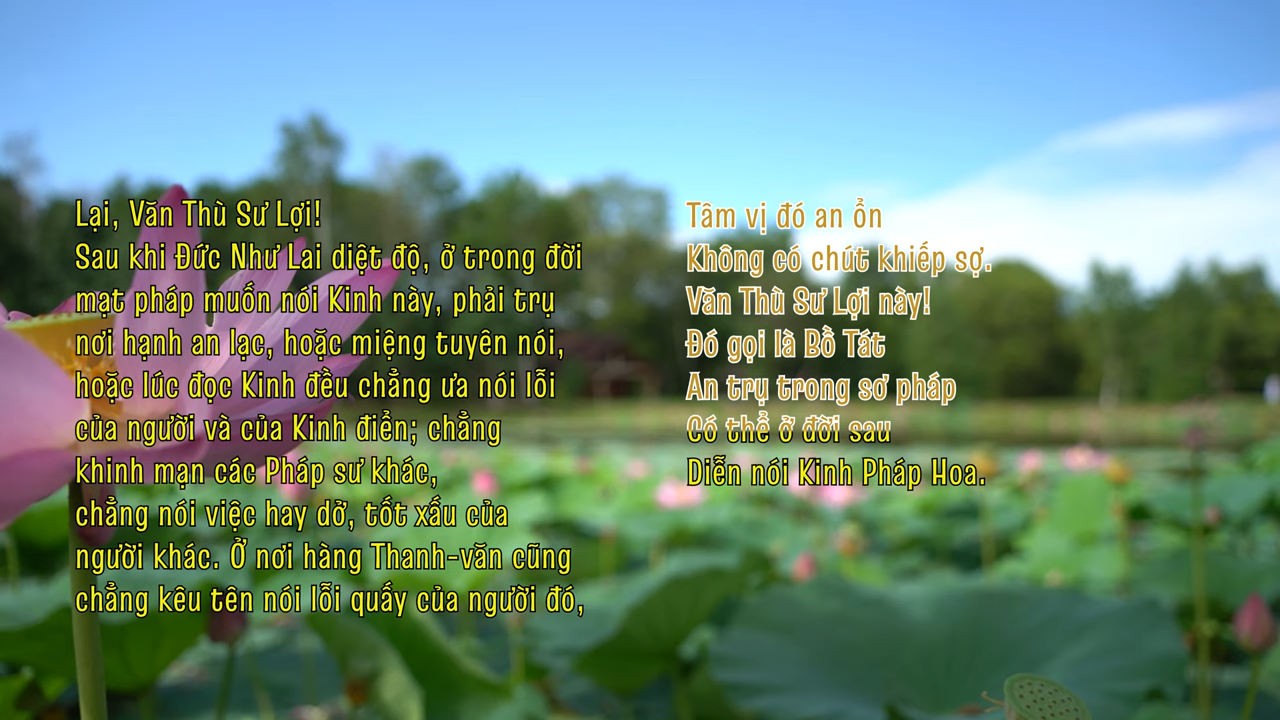 Lại, Văn Thù Sư Lợi!
Sau khi Đức Như Lai diệt độ, ở trong đời
mạt pháp muốn nói Kinh này, phải trụ
nơi hạnh an lạc, hoặc miệng tuyên nói,
hoặc lúc đọc Kinh đều chẳng ưa nói lỗi
của người và của Kinh điển; chẳng
khinh mạn các Pháp sư khác,
chẳng nói việc hay dở, tốt xấu của
người khác. Ở nơi hàng Thanh-văn cũng
chẳng kêu tên nói lỗi quấy của người đó,
Tâm vị đó an ổn
Không có chút khiếp sợ.
Văn Thù Sư Lợi này!
Đó gọi là Bồ Tát
An trụ trong sơ pháp
Có thể ở đời sau
Diễn nói Kinh Pháp Hoa.